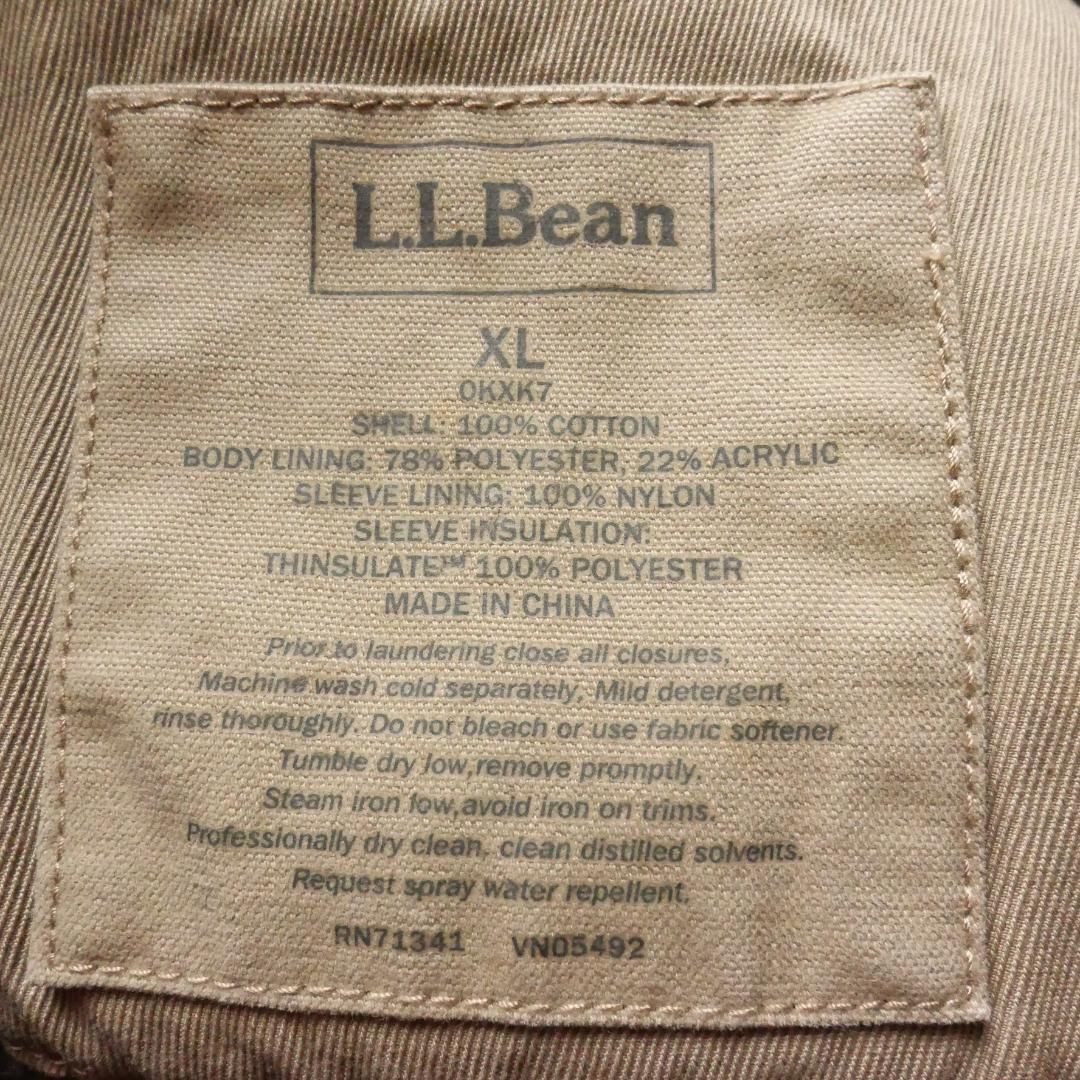 L.L.Bean
XL
0KXK7
SHELL: 100% COTTON
BODY LINING: 78% POLYESTER, 22% ACRYLIC
SLEEVE LINING: 100% NYLON
SLEEVE INSULATION:
THINSULATE™ 100% POLYESTER
MADE IN CHINA
Prior to laundering close all closures,
Machine wash cold separately, Mild detergent,
rinse thoroughly. Do not bleach or use fabric softener.
Tumble dry low,remove promptly.
Steam iron low,avoid iron on trims.
Professionally dry clean, clean distilled solvents.
Request spray water repellent.
RN71341 VN05492